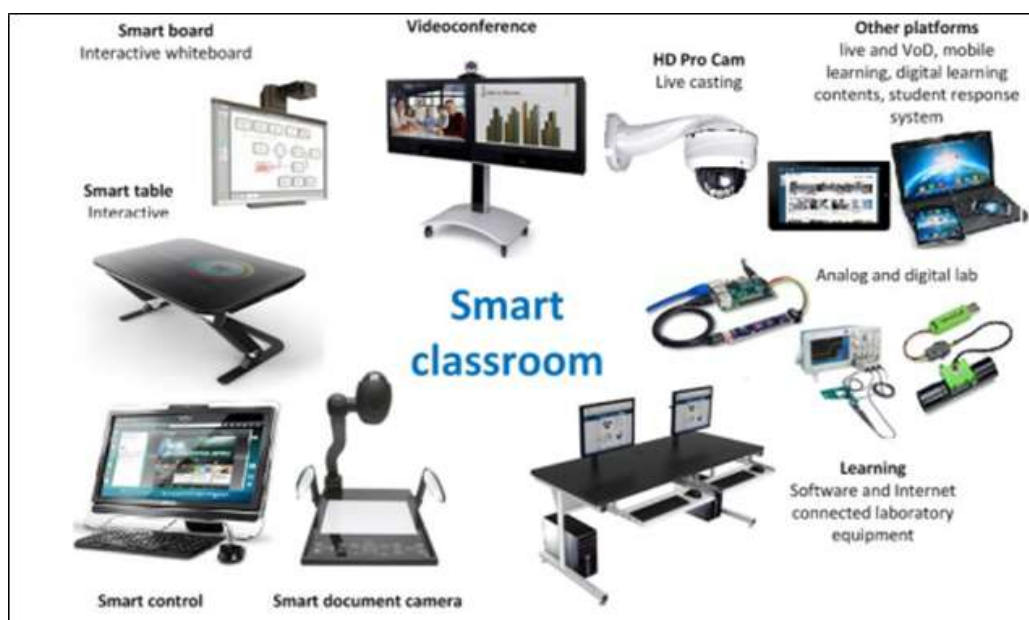 Smart board
Interactive whiteboard
Videoconference
HD Pro Cam
Live casting
Other platforms
live and VoD, mobile
learning, digital learning
contents, student response
system
Smart table
Interactive
Analog and digital lab
Smart
classroom
Learning
Software and Internet
connected laboratory
equipment
Smart control
Smart document camera